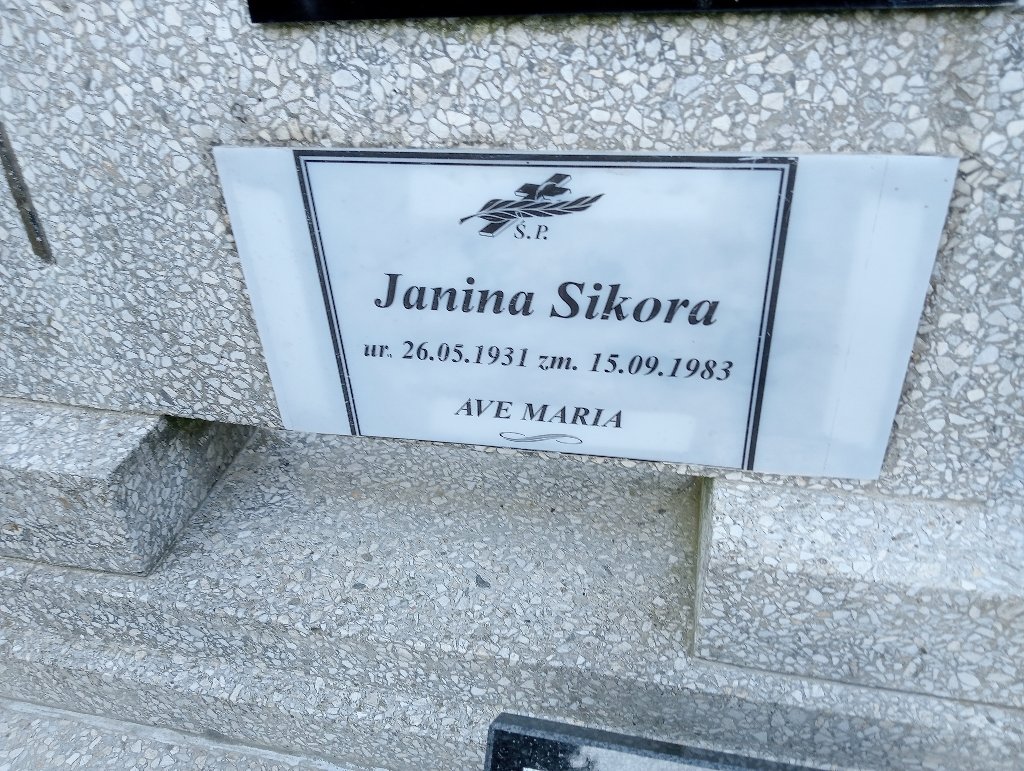 Ś.P.
Janina Sikora
ur. 26.05.1931 zm. 15.09.1983
AVE MARIA